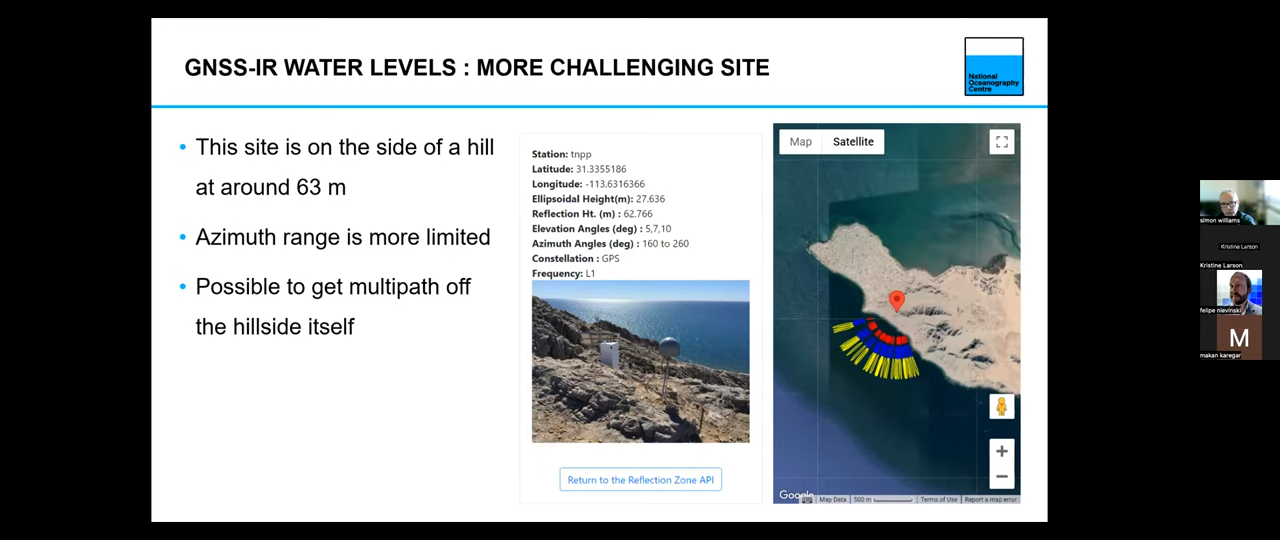 GNSS-IR WATER LEVELS : MORE CHALLENGING SITE
National
Oceanography
Centre
• This site is on the side of a hill
at around 63 m
• Azimuth range is more limited
• Possible to get multipath off
the hillside itself
Station: tnpp
Latitude: 31.3355186
Longitude: -113.6316366
Ellipsoidal Height(m): 27.636
Reflection Ht. (m) : 62.766
Elevation Angles (deg) : 5,7,10
Azimuth Angles (deg) : 160 to 260
Constellation : GPS
Frequency: L1
Return to the Reflection Zone API
Map Satellite
+
−
Google
Map Data 500 m Terms of Use Report a map error
simon williams
Kristine Larson
Kristine Larson
felipe nievinski
M
makan karegar